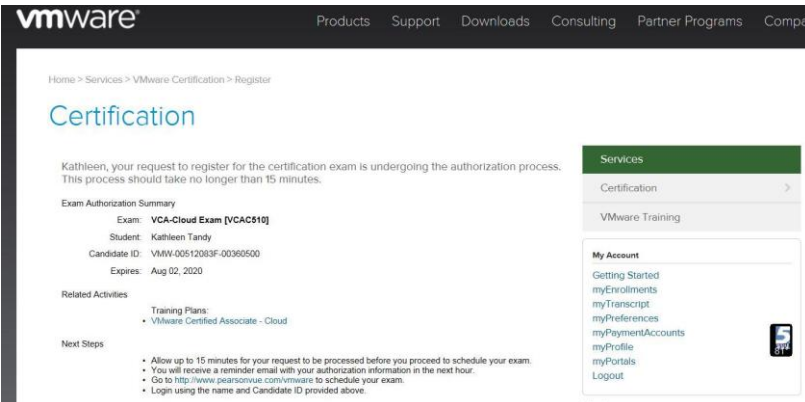 vmware
Products Support Downloads Consulting Partner Programs Compa
Home > Services > VMware Certification > Register
Certification
Kathleen, your request to register for the certification exam is undergoing the authorization process.
This process should take no longer than 15 minutes.
Exam Authorization Summary
Exam: VCA-Cloud Exam [VCAC510]
Student: Kathleen Tandy
Candidate ID: VMW-00512083F-00360500
Expires: Aug 02, 2020
Related Activities
Training Plans:
• VMware Certified Associate - Cloud
Next Steps
• Allow up to 15 minutes for your request to be processed before you proceed to schedule your exam.
• You will receive a reminder email with your authorization information in the next hour.
• Go to http://www.pearsonvue.com/vmware to schedule your exam.
• Login using the name and Candidate ID provided above.
Services
Certification >
VMware Training
My Account
Getting Started
myEnrollments
myTranscript
myPreferences
myPaymentAccounts
myProfile
myPortals
Logout
5
81